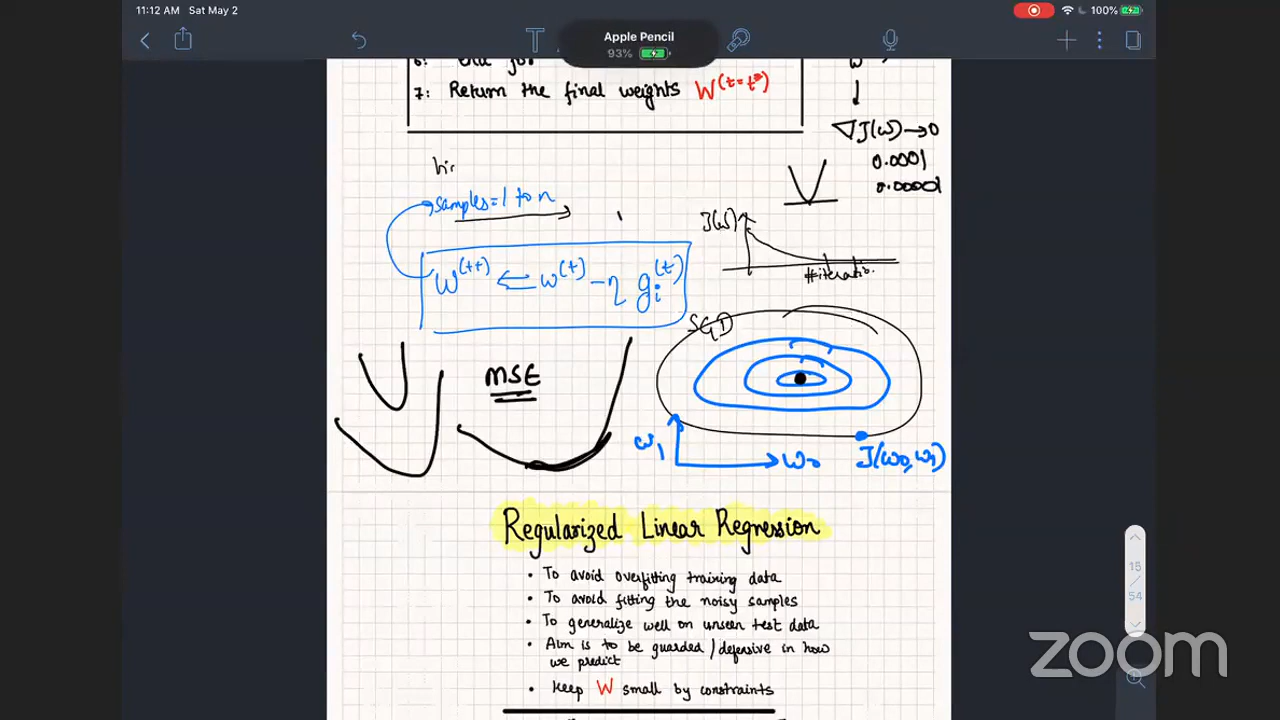 11:12 AM Sat May 2
100%
Apple Pencil
93%
7: Return the final weights W(t=t*)
∇J(w)→0
0.0001
0.00001
samples=1 to n
J(w)
#iteratio.
W(t+) ← w(t) -η gi(t)
SGD
MSE
w1
w0
J(w0,w1)
Regularized Linear Regression
• To avoid overfitting training data
• To avoid fitting the noisy samples
• To generalize well on unseen test data
• Aim is to be guarded/defensive in how
we predict
• Keep W small by constraints
15
/
54
zoom